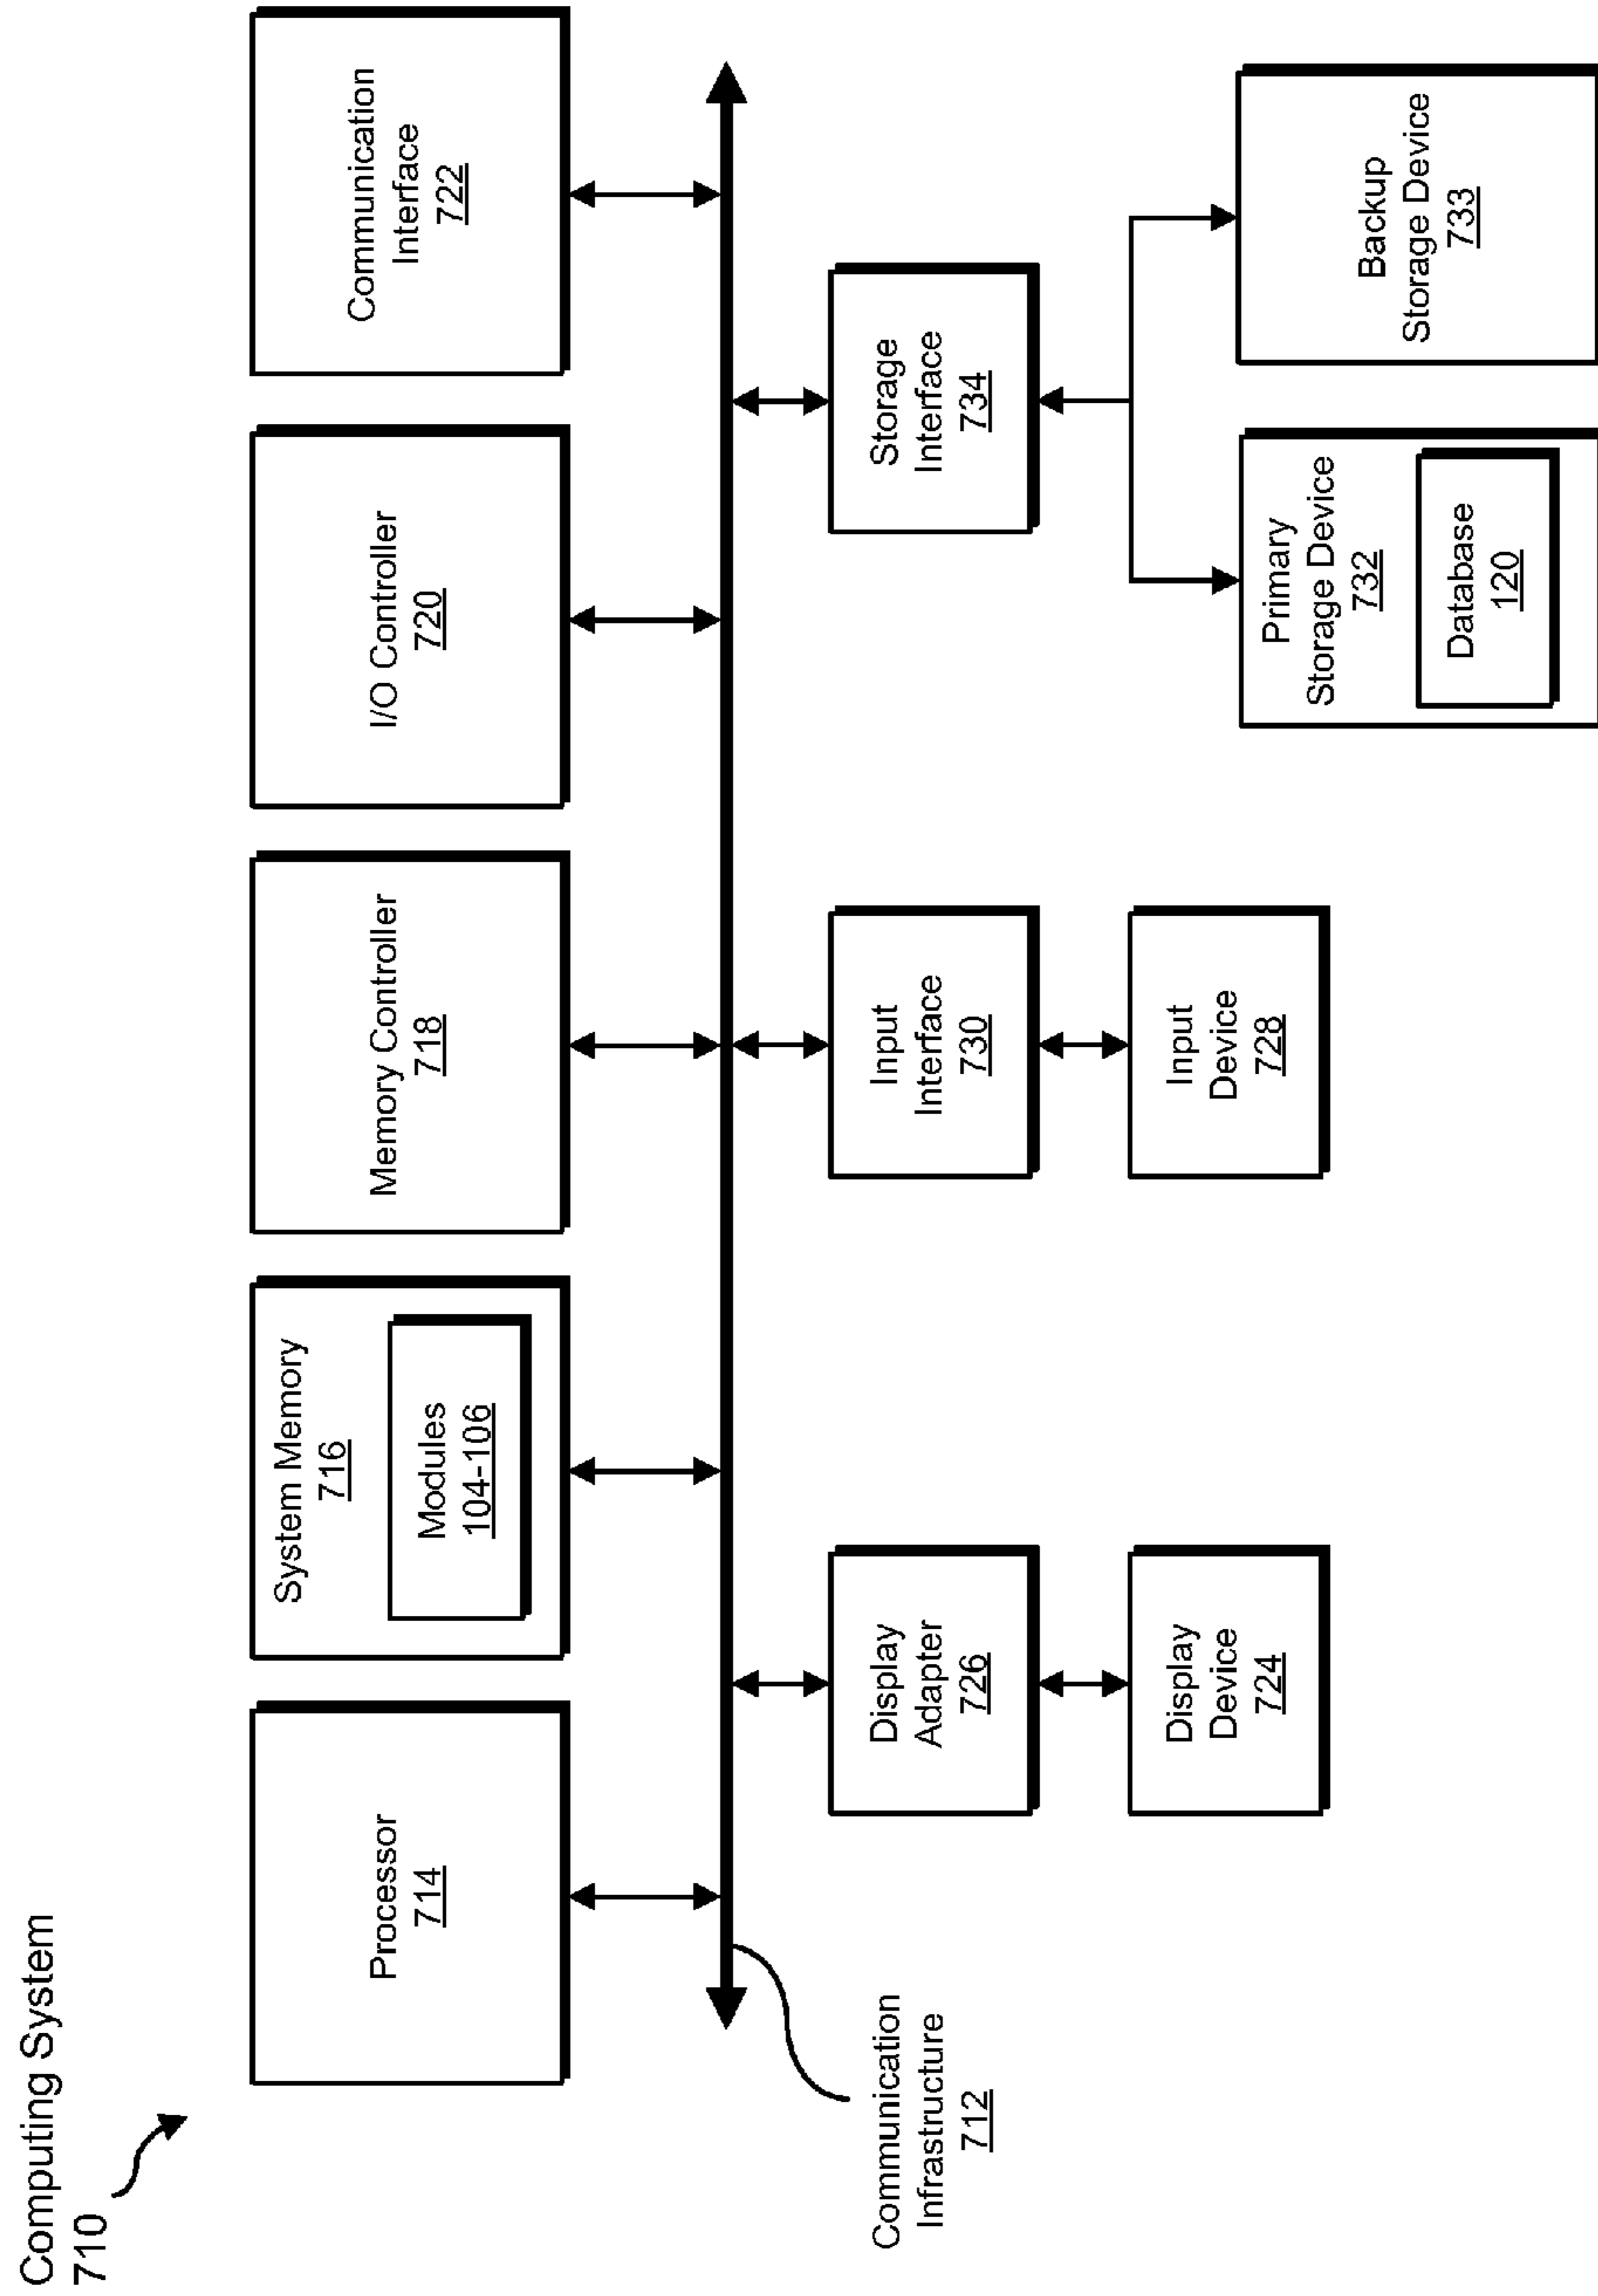 Computing System
710
Processor
714
System Memory
716
Modules
104-106
Memory Controller
718
I/O Controller
720
Communication
Interface
722
Communication
Infrastructure
712
Display
Adapter
726
Input
Interface
730
Storage
Interface
734
Display
Device
724
Input
Device
728
Primary
Storage Device
732
Database
120
Backup
Storage Device
733